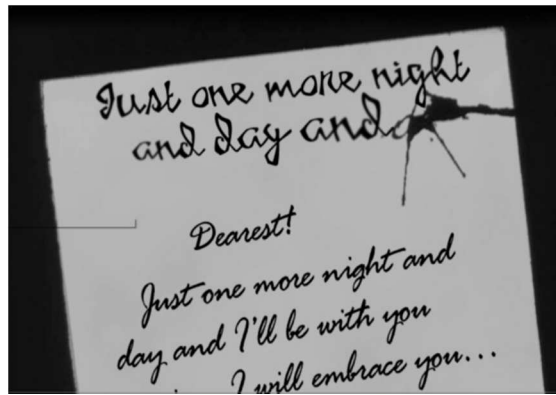 Just one more night
and day and
Dearest!
Just one more night and
day and I'll be with you
I will embrace you...